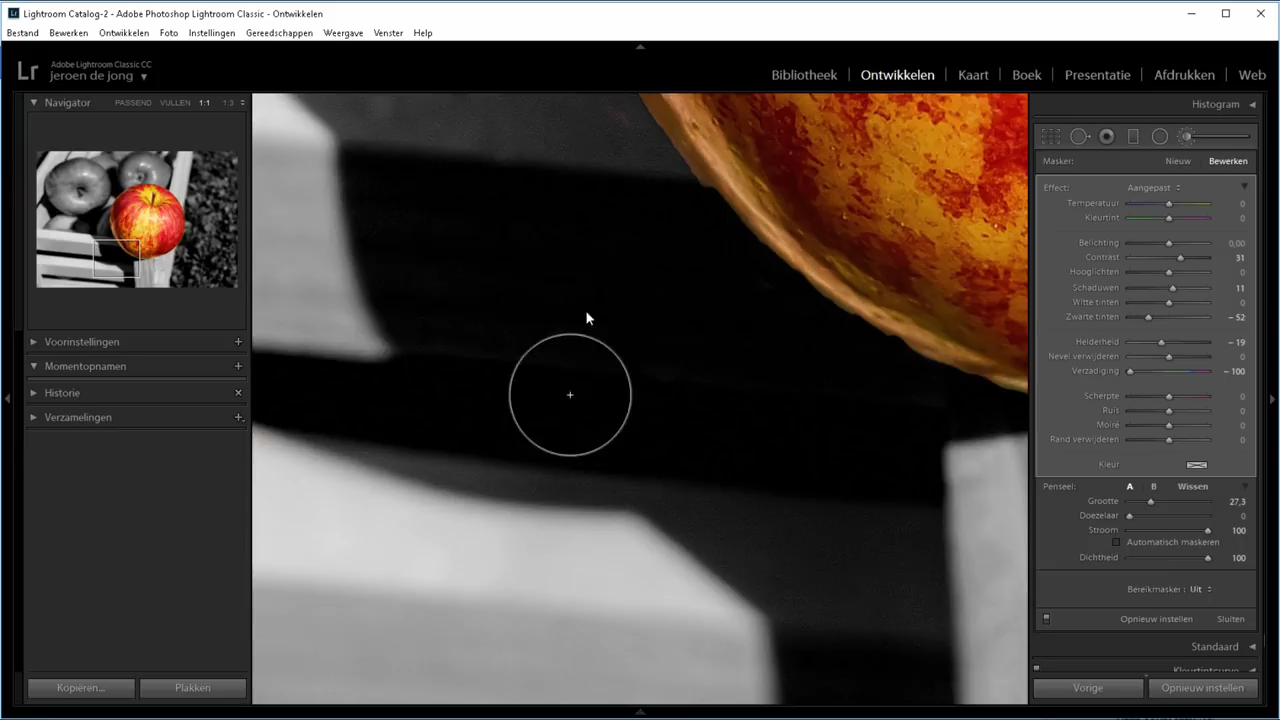 Lightroom Catalog-2 - Adobe Photoshop Lightroom Classic - Ontwikkelen
Bestand Bewerken Ontwikkelen Foto Instellingen Gereedschappen Weergave Venster Help
Lr
Adobe Lightroom Classic CC
jeroen de jong
Bibliotheek Ontwikkelen Kaart Boek Presentatie Afdrukken Web
Navigator PASSEND VULLEN 1:1 1:3
Voorinstellingen
Momentopnamen
Historie
Verzamelingen
Kopiëren... Plakken
Histogram
Masker: Nieuw Bewerken
Effect: Aangepast
Temperatuur 0
Kleurtint 0
Belichting 0,00
Contrast 31
Hooglichten 0
Schaduwen 11
Witte tinten 0
Zwarte tinten - 52
Helderheid - 19
Nevel verwijderen 0
Verzadiging - 100
Scherpte 0
Ruis 0
Moiré 0
Rand verwijderen 0
Kleur
Penseel: A B Wissen
Grootte 27,3
Doezelaar 0
Stroom 100
Automatisch maskeren
Dichtheid 100
Bereikmasker: Uit
Opnieuw instellen Sluiten
Standaard
Kleurtintcurve
Vorige Opnieuw instellen